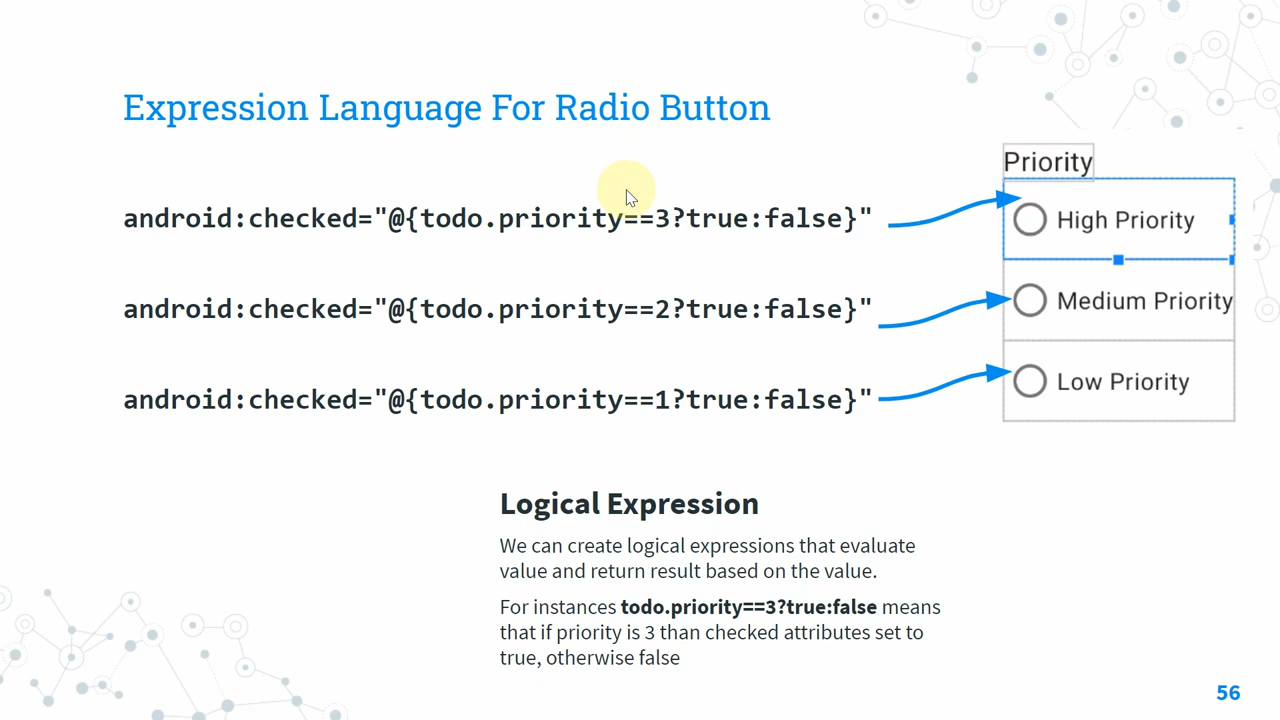 Expression Language For Radio Button
android:checked="@{todo.priority==3?true:false}"
android:checked="@{todo.priority==2?true:false}"
android:checked="@{todo.priority==1?true:false}"
Priority
High Priority
Medium Priority
Low Priority
Logical Expression
We can create logical expressions that evaluate
value and return result based on the value.
For instances todo.priority==3?true:false means
that if priority is 3 than checked attributes set to
true, otherwise false
56